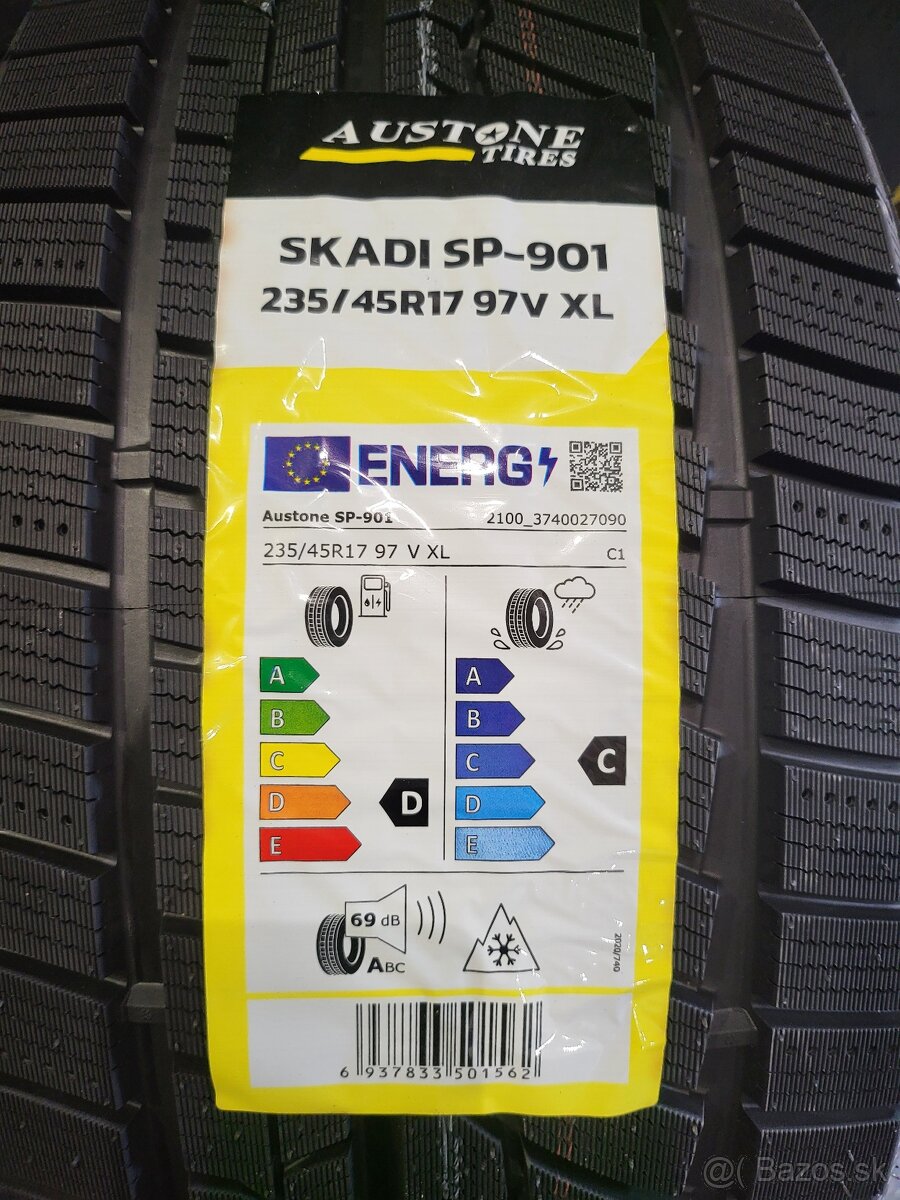 AUSTONE
TIRES
SKADI SP-901
235/45R17 97V XL
ENERG
Austone SP-901 2100_3740027090
235/45R17 97 V XL C1
A A
B B
C C C
D D D
E E
69 dB
ABC
2020/740
6 937833 501562
@( Bazos.sk